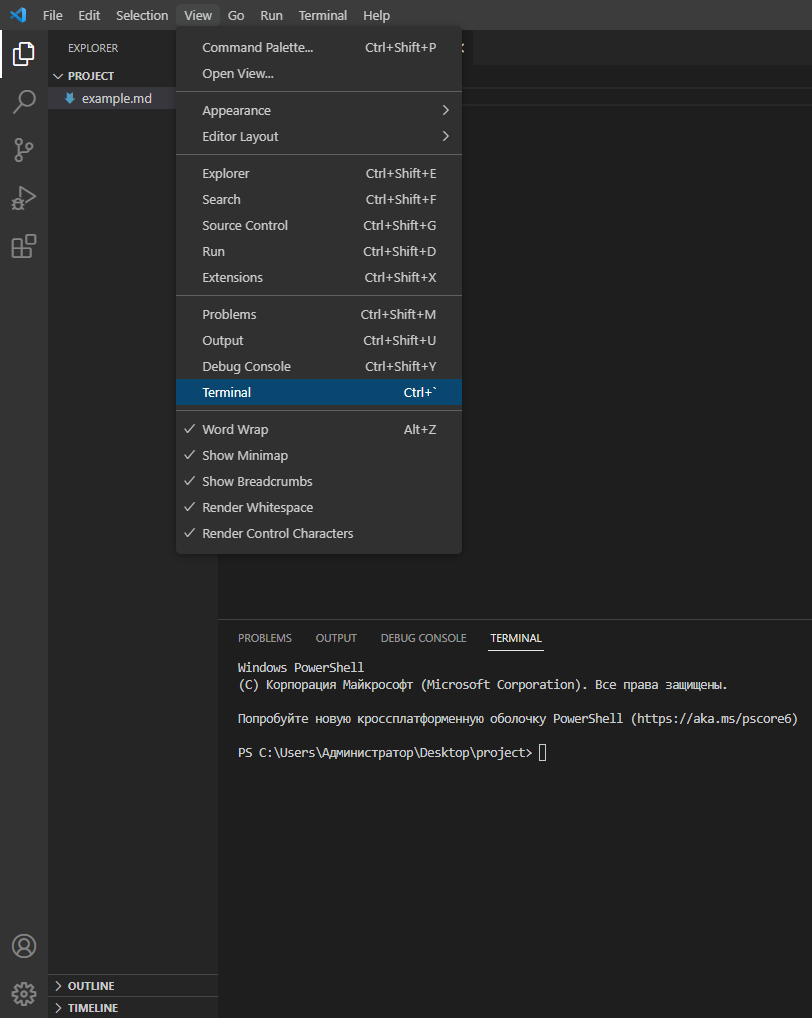 File Edit Selection View Go Run Terminal Help
EXPLORER
PROJECT
example.md
Command Palette... Ctrl+Shift+P
Open View...
Appearance
Editor Layout
Explorer Ctrl+Shift+E
Search Ctrl+Shift+F
Source Control Ctrl+Shift+G
Run Ctrl+Shift+D
Extensions Ctrl+Shift+X
Problems Ctrl+Shift+M
Output Ctrl+Shift+U
Debug Console Ctrl+Shift+Y
Terminal Ctrl+`
Word Wrap Alt+Z
Show Minimap
Show Breadcrumbs
Render Whitespace
Render Control Characters
PROBLEMS OUTPUT DEBUG CONSOLE TERMINAL
Windows PowerShell
(C) Корпорация Майкрософт (Microsoft Corporation). Все права защищены.
Попробуйте новую кроссплатформенную оболочку PowerShell (https://aka.ms/pscore6)
PS C:\Users\Администратор\Desktop\project>
OUTLINE
TIMELINE